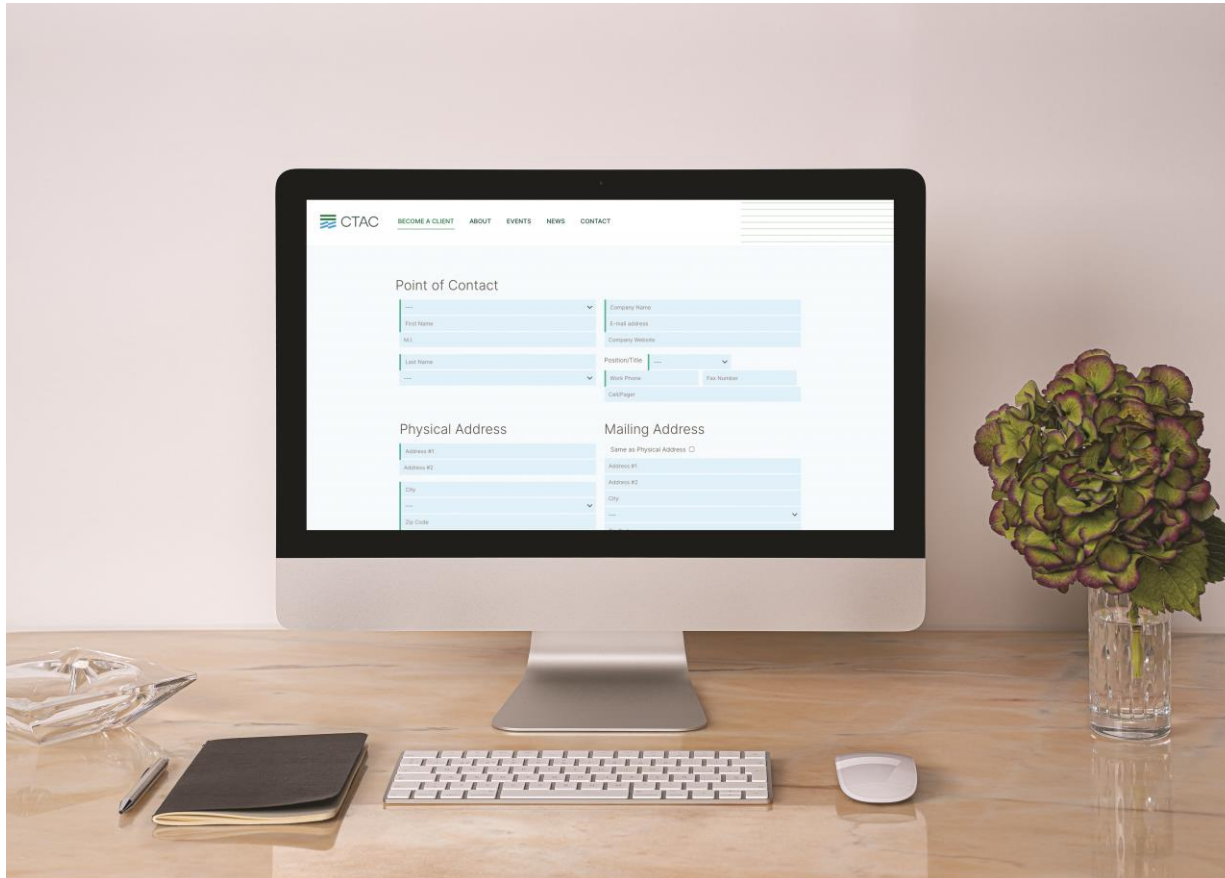 CTAC
BECOME A CLIENT ABOUT EVENTS NEWS CONTACT
Point of Contact
----
First Name
M.I.
Last Name
----
Company Name
E-mail address
Company Website
Position/Title ----
Work Phone Fax Number
Cell/Pager
Physical Address
Address #1
Address #2
City
----
Zip Code
Mailing Address
Same as Physical Address
Address #1
Address #2
City
----